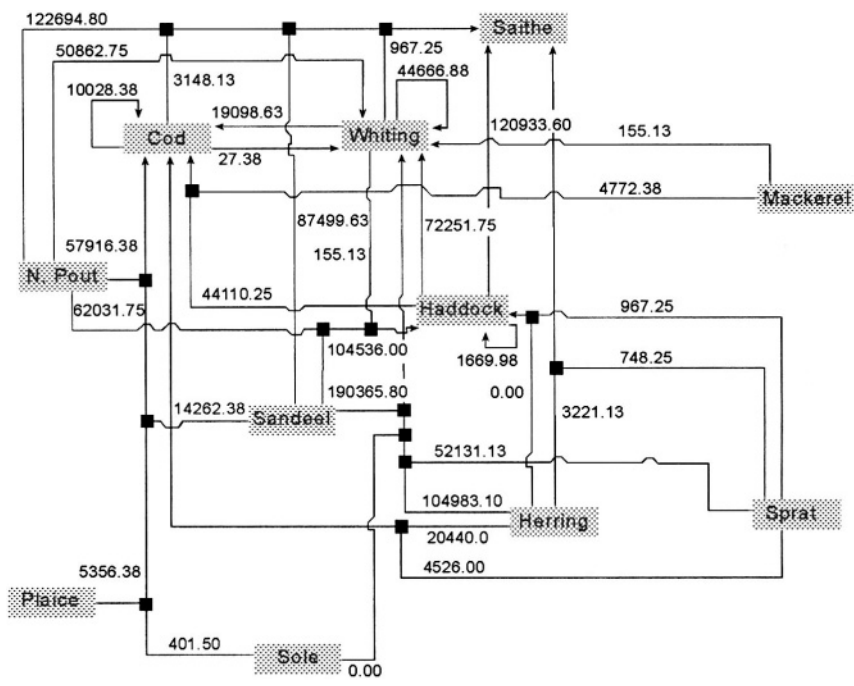 122694.80
Saithe
50862.75
967.25
3148.13
44666.88
10028.38
19098.63
Cod
Whiting
120933.60
155.13
27.38
4772.38
Mackerel
87499.63
72251.75
155.13
57916.38
N. Pout
62031.75
44110.25
Haddock
967.25
104536.00
1669.98
748.25
190365.80
0.00
14262.38
Sandeel
3221.13
52131.13
104983.10
Herring
Sprat
20440.0
4526.00
5356.38
Plaice
401.50
Sole
0.00